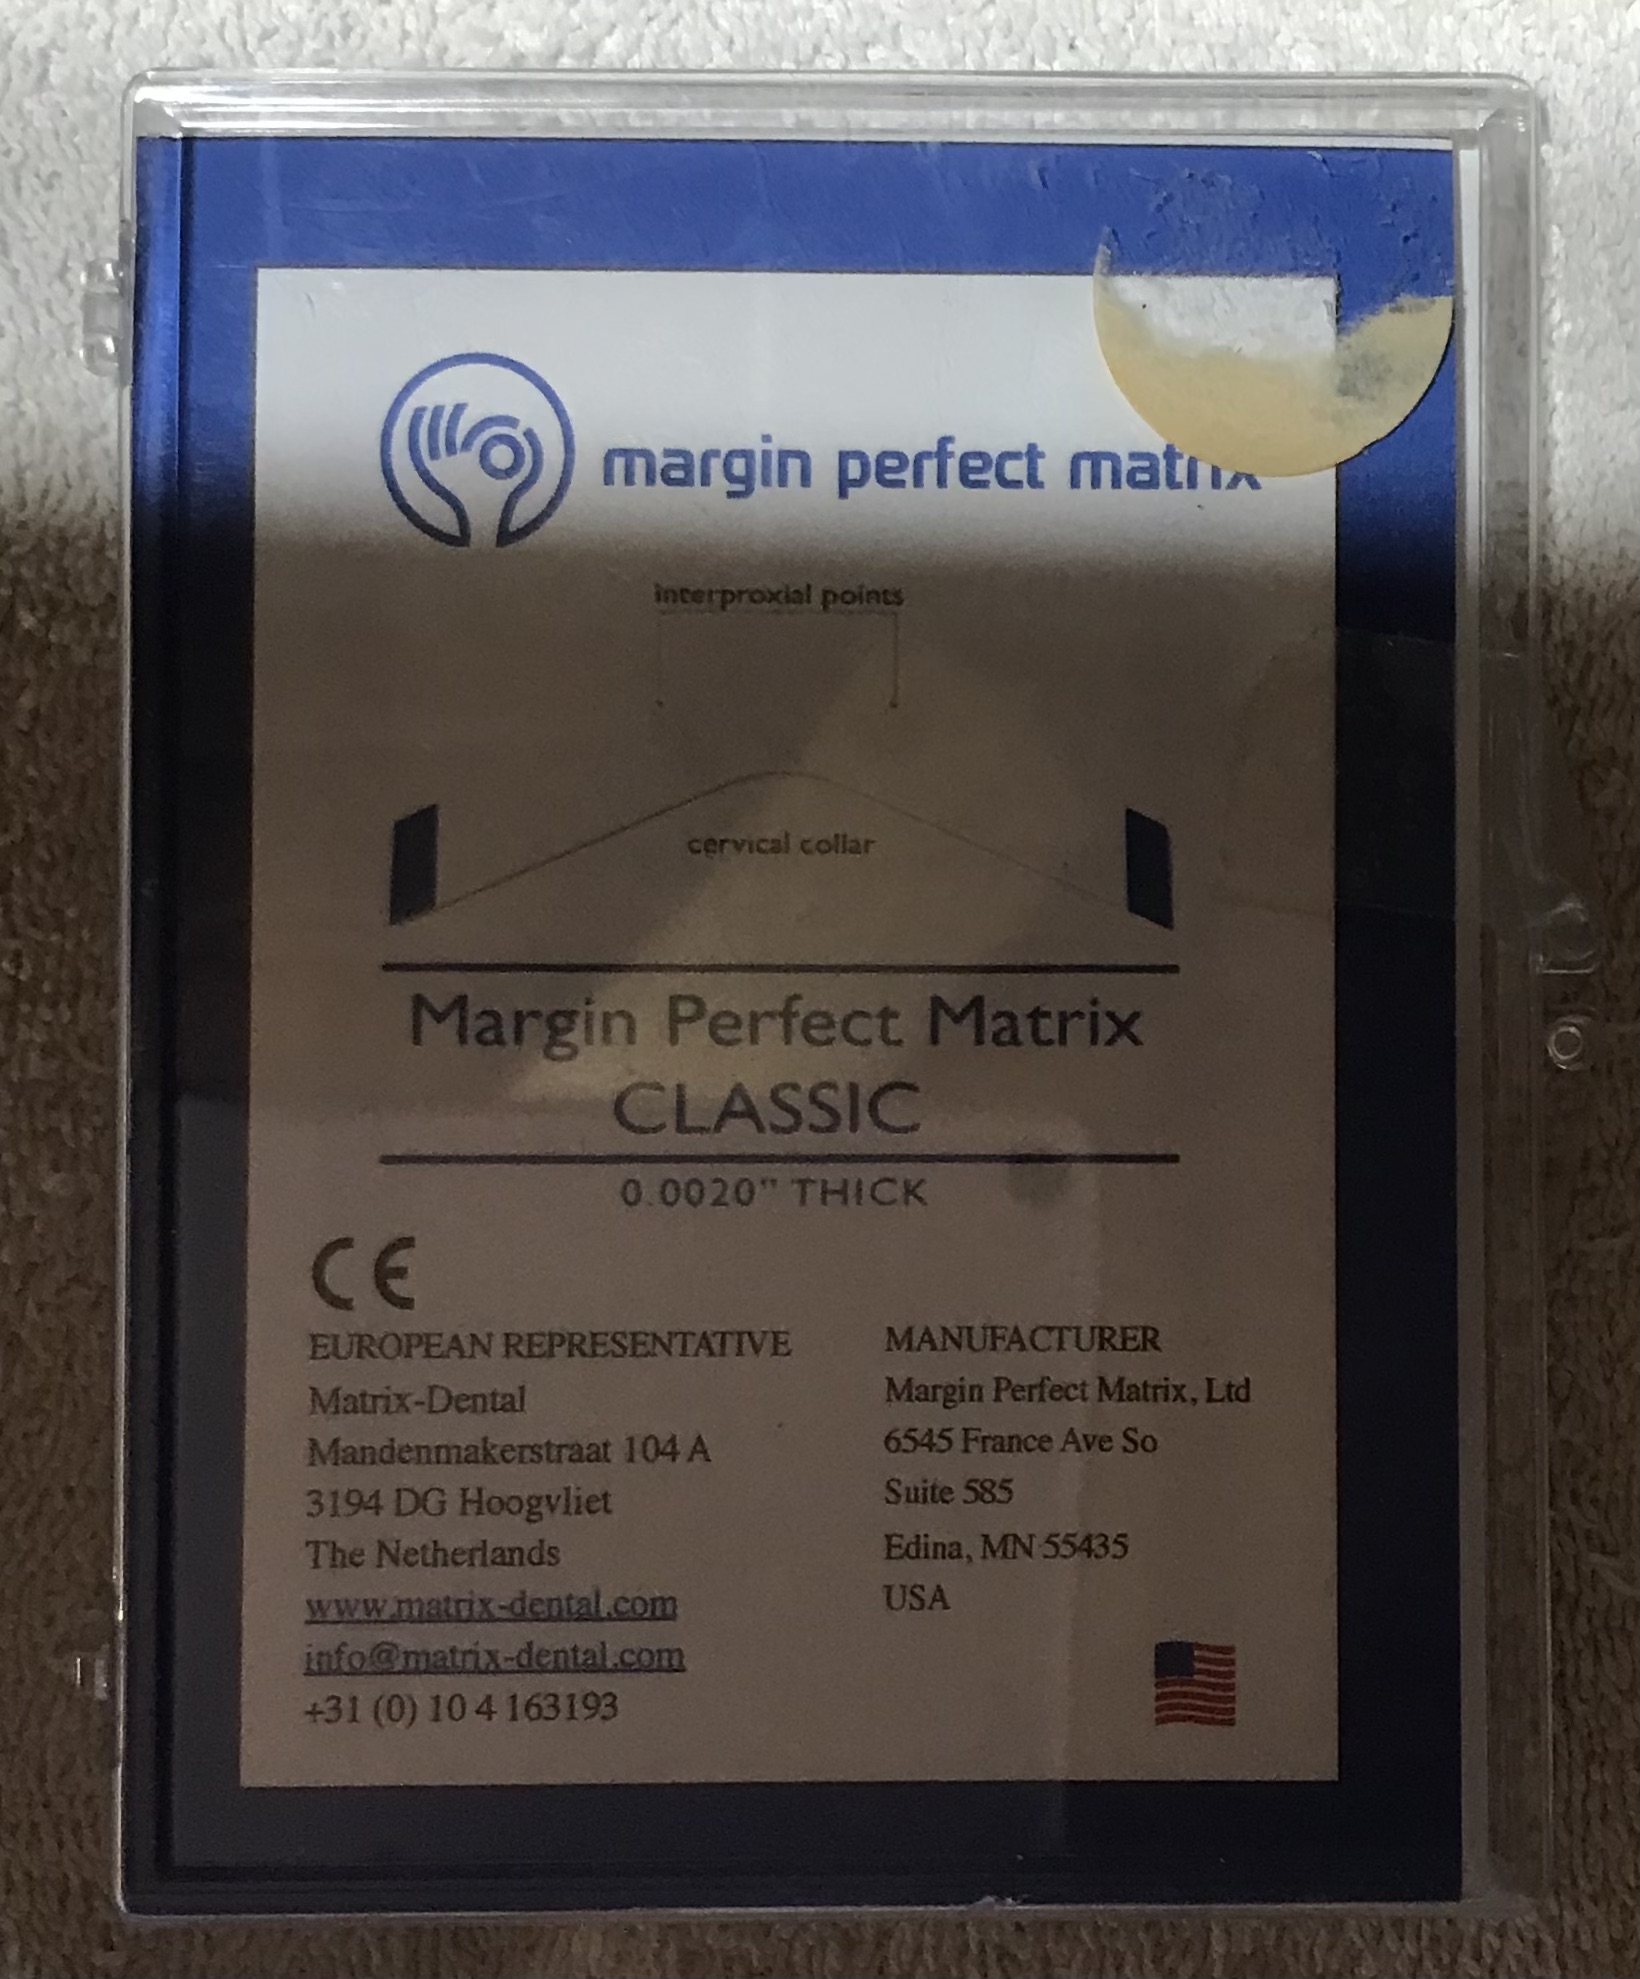 margin perfect matrix
interproxial points
cervical collar
Margin Perfect Matrix
CLASSIC
0.0020" THICK
CE
EUROPEAN REPRESENTATIVE
Matrix-Dental
Mandenmakerstraat 104 A
3194 DG Hoogvliet
The Netherlands
www.matrix-dental.com
info@matrix-dental.com
+31 (0) 10 4 163193
MANUFACTURER
Margin Perfect Matrix, Ltd
6545 France Ave So
Suite 585
Edina, MN 55435
USA